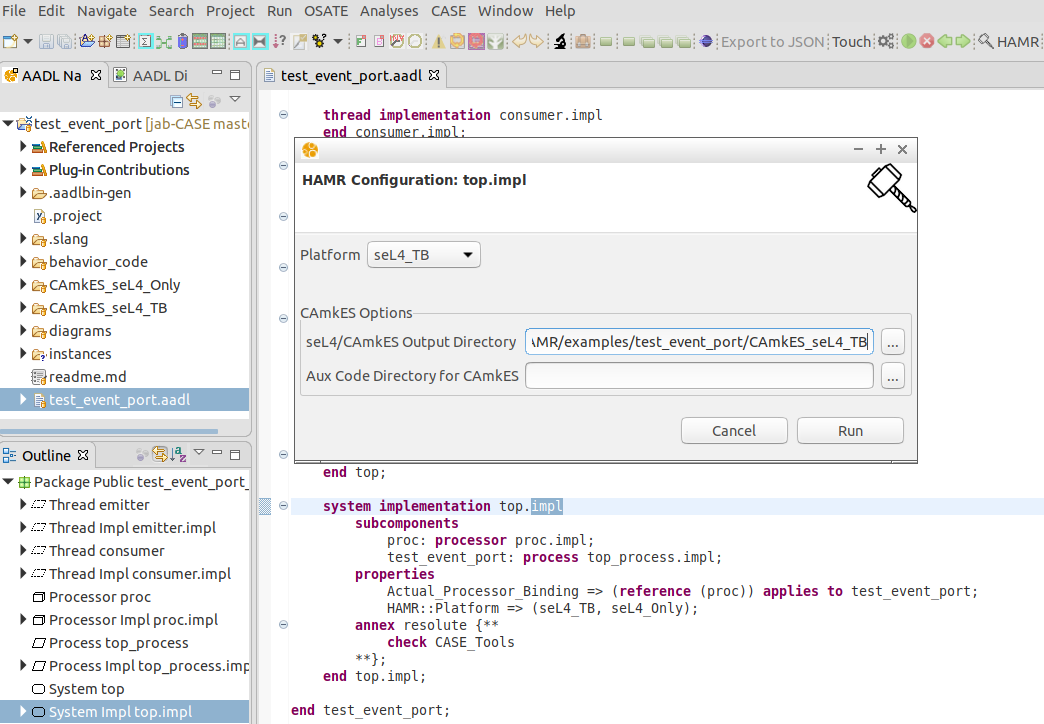 File Edit Navigate Search Project Run OSATE Analyses CASE Window Help
Export to JSON Touch HAMR
AADL Na AADL Di
test_event_port [jab-CASE maste
Referenced Projects
Plug-in Contributions
.aadlbin-gen
.project
.slang
behavior_code
CAmkES_seL4_Only
CAmkES_seL4_TB
diagrams
instances
readme.md
test_event_port.aadl
Outline
Package Public test_event_port_
Thread emitter
Thread Impl emitter.impl
Thread consumer
Thread Impl consumer.impl
Processor proc
Processor Impl proc.impl
Process top_process
Process Impl top_process.imp
System top
System Impl top.impl
test_event_port.aadl
thread implementation consumer.impl
end consumer.impl;
HAMR Configuration: top.impl
Platform seL4_TB
CAmkES Options
seL4/CAmkES Output Directory AMR/examples/test_event_port/CAmkES_seL4_TB ...
Aux Code Directory for CAmkES ...
Cancel Run
end top;
system implementation top.impl
subcomponents
proc: processor proc.impl;
test_event_port: process top_process.impl;
properties
Actual_Processor_Binding => (reference (proc)) applies to test_event_port;
HAMR::Platform => (seL4_TB, seL4_Only);
annex resolute {**
check CASE_Tools
**};
end top.impl;
end test_event_port;